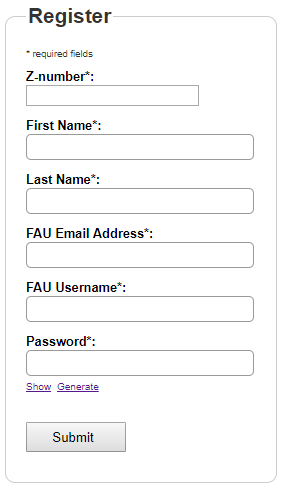 Register
* required fields
Z-number*:
First Name*:
Last Name*:
FAU Email Address*:
FAU Username*:
Password*:
Show Generate
Submit